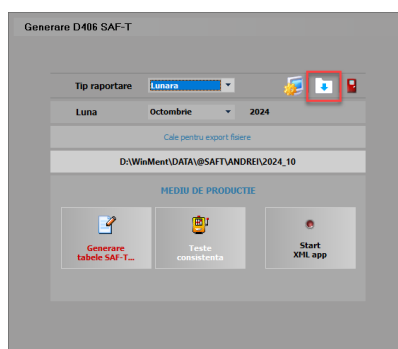 Generare D406 SAF-T
Tip raportare Lunara
Luna Octombrie 2024
Cale pentru export fisiere
D:\WinMent\DATA\@SAFT\ANDREI\2024_10
MEDIU DE PRODUCTIE
Generare
tabele SAF-T...
Teste
consistenta
Start
XML app